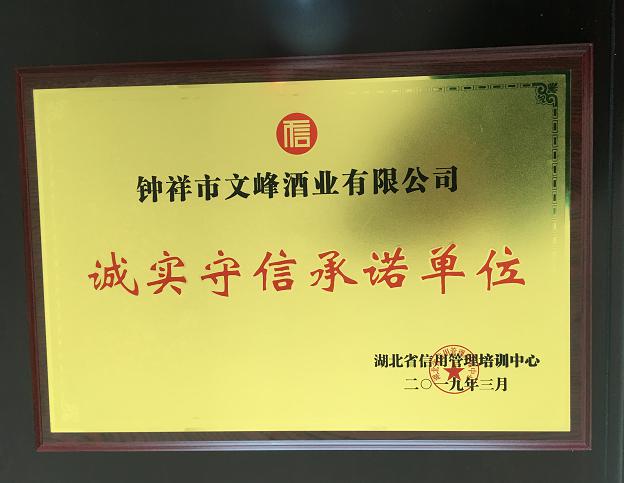 信
钟祥市文峰酒业有限公司
诚实守信承诺单位
湖北省信用管理培训中心
二〇一九年三月